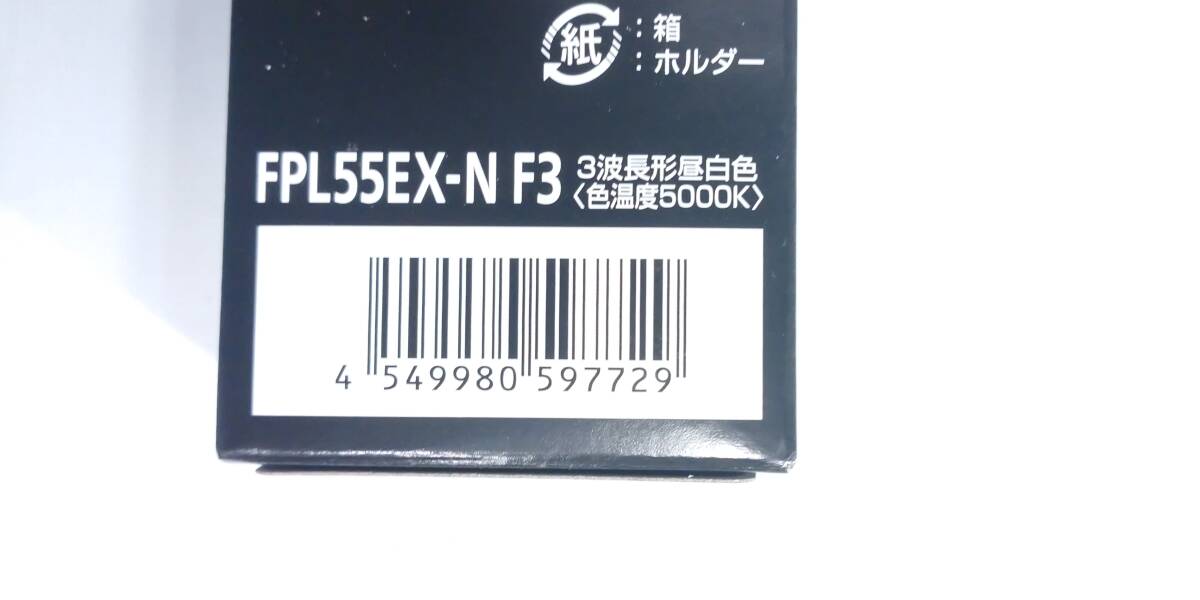 紙
：箱
：ホルダー
FPL55EX-N F3
3波長形昼白色
〈色温度5000K〉
4 549980 597729